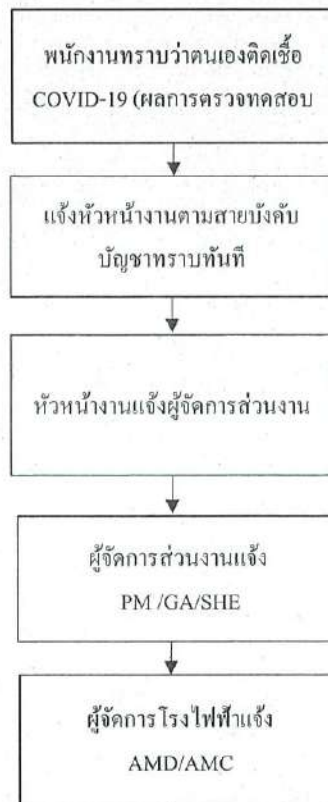 พนักงานทราบว่าตนเองติดเชื้อ
COVID-19 (ผลการตรวจทดสอบ
แจ้งหัวหน้างานตามสายบังคับ
บัญชาทราบทันที
หัวหน้างานแจ้งผู้จัดการส่วนงาน
ผู้จัดการส่วนงานแจ้ง
PM /GA/SHE
ผู้จัดการโรงไฟฟ้าแจ้ง
AMD/AMC